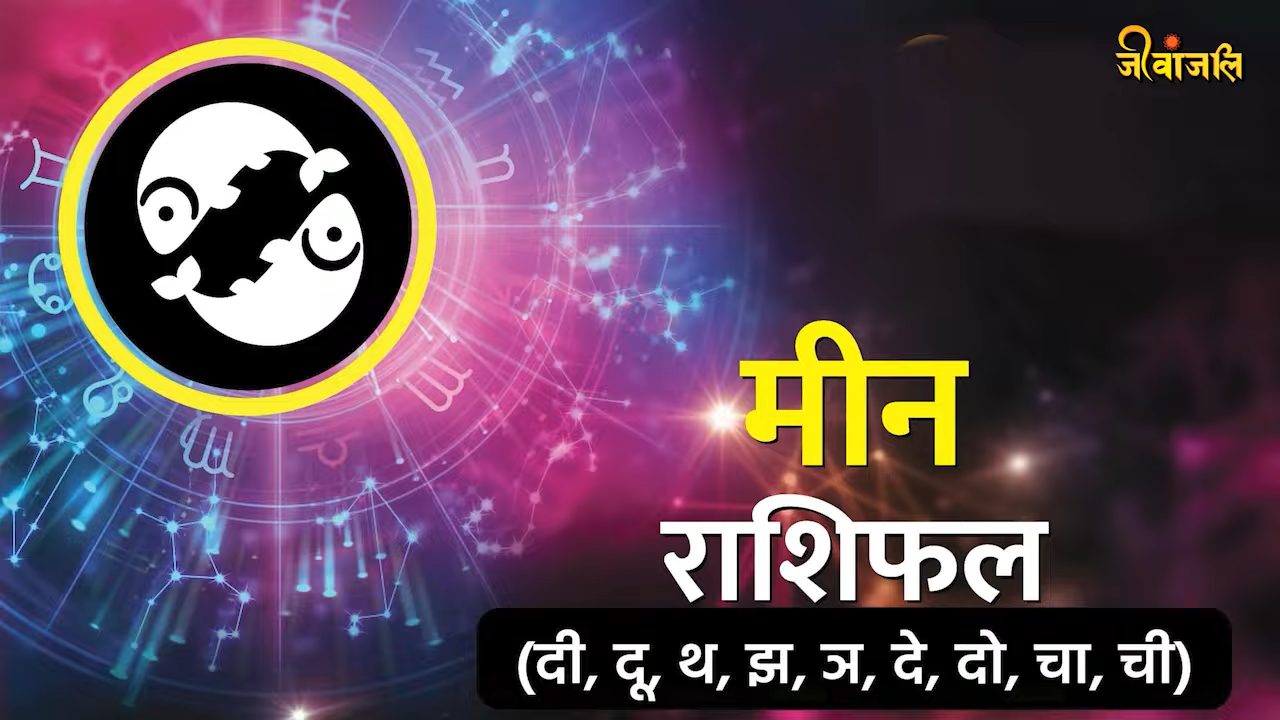 जीवांजलि
मीन
राशिफल
(दी, दू, थ, झ, ञ, दे, दो, चा, ची)